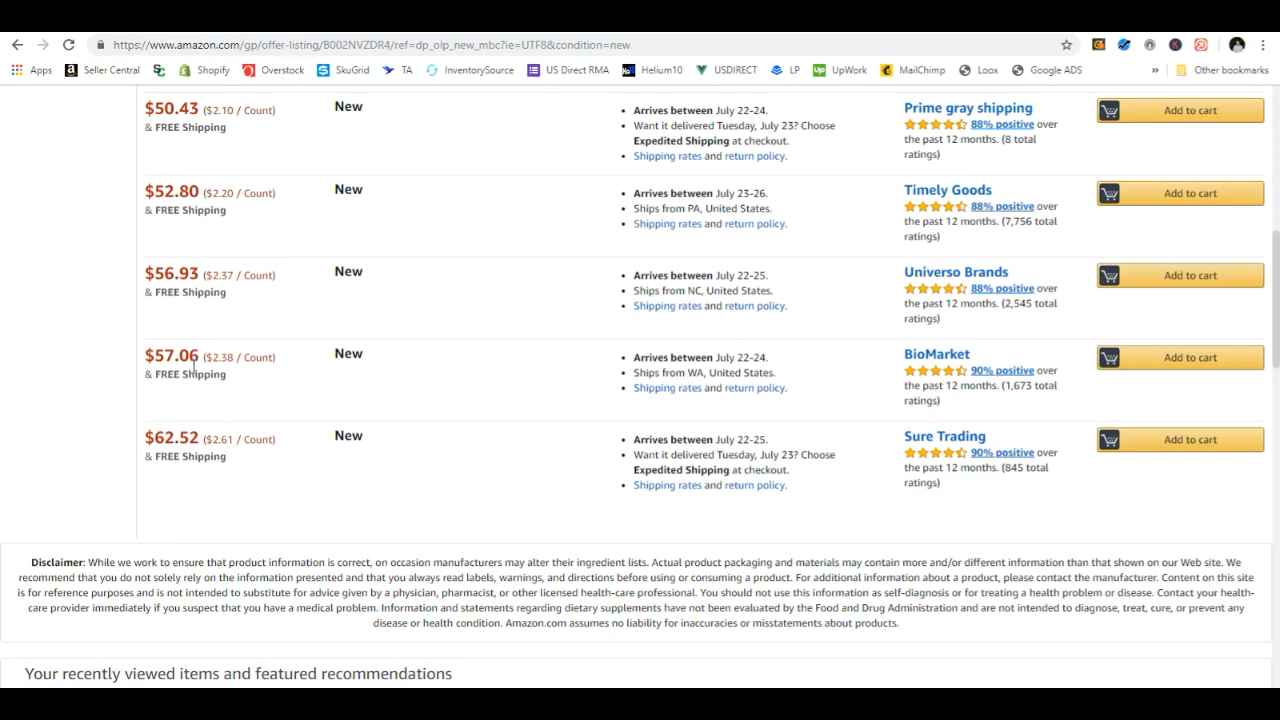 https://www.amazon.com/gp/offer-listing/B002NVZDR4/ref=dp_olp_new_mbc?ie=UTF8&condition=new
Apps Seller Central Shopify Overstock SkuGrid TA InventorySource US Direct RMA Helium10 USDIRECT LP UpWork MailChimp Loox Google ADS » Other bookmarks
$50.43 ($2.10 / Count)
& FREE Shipping
New
• Arrives between July 22-24.
• Want it delivered Tuesday, July 23? Choose
Expedited Shipping at checkout.
• Shipping rates and return policy.
Prime gray shipping
88% positive over
the past 12 months. (8 total
ratings)
Add to cart
$52.80 ($2.20 / Count)
& FREE Shipping
New
• Arrives between July 23-26.
• Ships from PA, United States.
• Shipping rates and return policy.
Timely Goods
88% positive over
the past 12 months. (7,756 total
ratings)
Add to cart
$56.93 ($2.37 / Count)
& FREE Shipping
New
• Arrives between July 22-25.
• Ships from NC, United States.
• Shipping rates and return policy.
Universo Brands
88% positive over
the past 12 months. (2,545 total
ratings)
Add to cart
$57.06 ($2.38 / Count)
& FREE Shipping
New
• Arrives between July 22-24.
• Ships from WA, United States.
• Shipping rates and return policy.
BioMarket
90% positive over
the past 12 months. (1,673 total
ratings)
Add to cart
$62.52 ($2.61 / Count)
& FREE Shipping
New
• Arrives between July 22-25.
• Want it delivered Tuesday, July 23? Choose
Expedited Shipping at checkout.
• Shipping rates and return policy.
Sure Trading
90% positive over
the past 12 months. (845 total
ratings)
Add to cart
Disclaimer: While we work to ensure that product information is correct, on occasion manufacturers may alter their ingredient lists. Actual product packaging and materials may contain more and/or different information than that shown on our Web site. We
recommend that you do not solely rely on the information presented and that you always read labels, warnings, and directions before using or consuming a product. For additional information about a product, please contact the manufacturer. Content on this site
is for reference purposes and is not intended to substitute for advice given by a physician, pharmacist, or other licensed health-care professional. You should not use this information as self-diagnosis or for treating a health problem or disease. Contact your health-
care provider immediately if you suspect that you have a medical problem. Information and statements regarding dietary supplements have not been evaluated by the Food and Drug Administration and are not intended to diagnose, treat, cure, or prevent any
disease or health condition. Amazon.com assumes no liability for inaccuracies or misstatements about products.
Your recently viewed items and featured recommendations